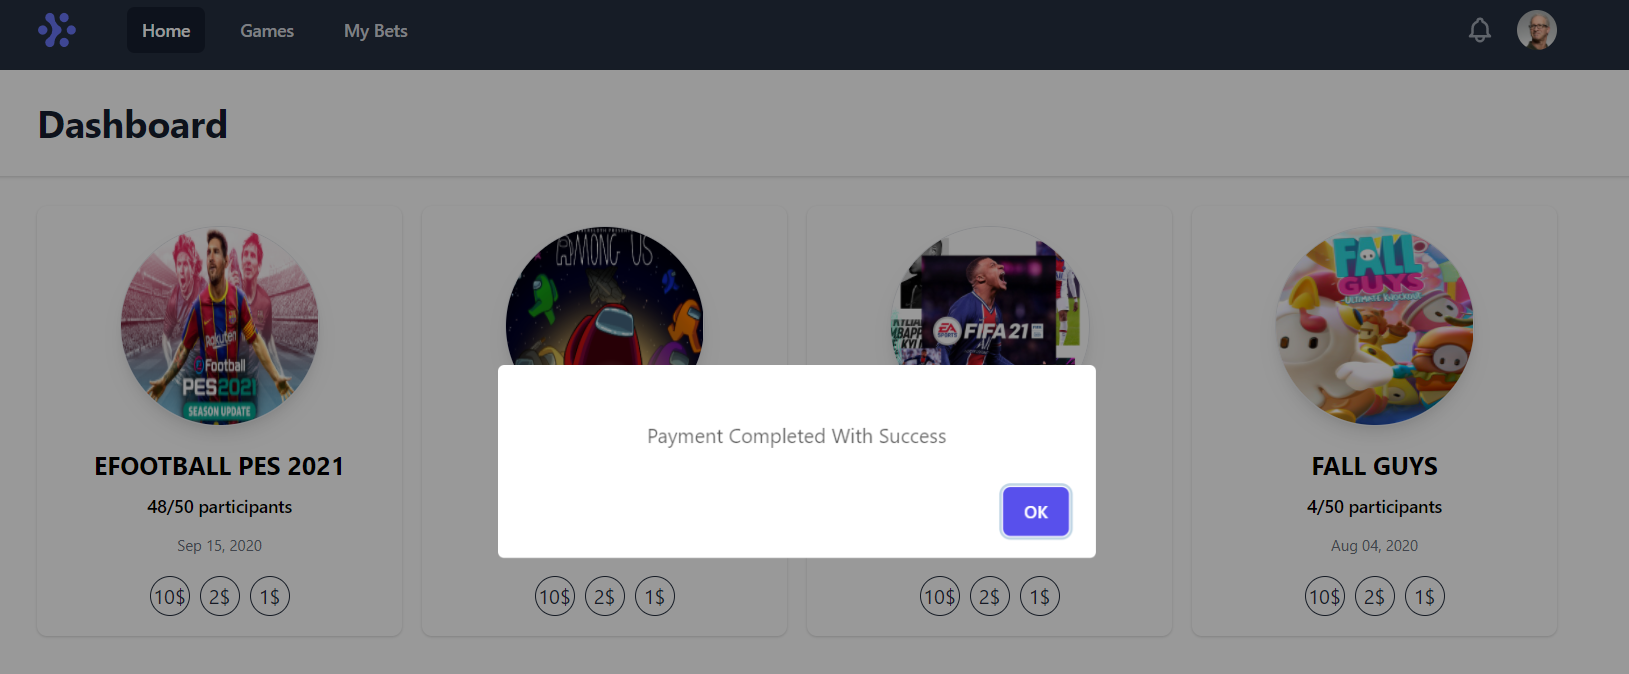 Home Games My Bets
Dashboard
AMONG US
FALL
GUYS
ULTIMATE KNOCKOUT
Rakuten
eFootball
PES2021
SEASON UPDATE
EA
SPORTS
FIFA 21
Payment Completed With Success
OK
EFOOTBALL PES 2021
48/50 participants
Sep 15, 2020
10$ 2$ 1$
10$ 2$ 1$
10$ 2$ 1$
FALL GUYS
4/50 participants
Aug 04, 2020
10$ 2$ 1$